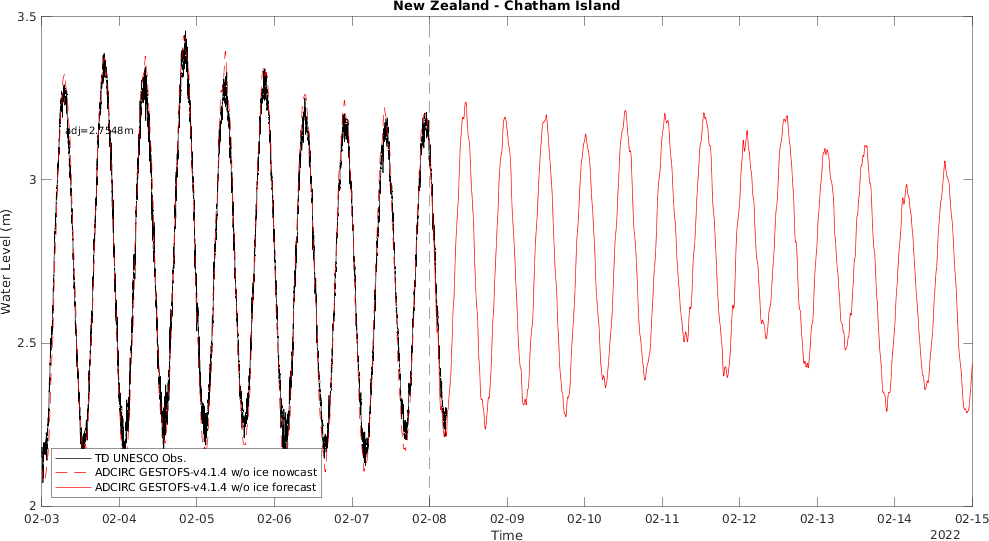 New Zealand - Chatham Island
3.5
3
2.5
2
Water Level (m)
adj=2.7548m
TD UNESCO Obs.
ADCIRC GESTOFS-v4.1.4 w/o ice nowcast
ADCIRC GESTOFS-v4.1.4 w/o ice forecast
02-03 02-04 02-05 02-06 02-07 02-08 02-09 02-10 02-11 02-12 02-13 02-14 02-15
Time
2022